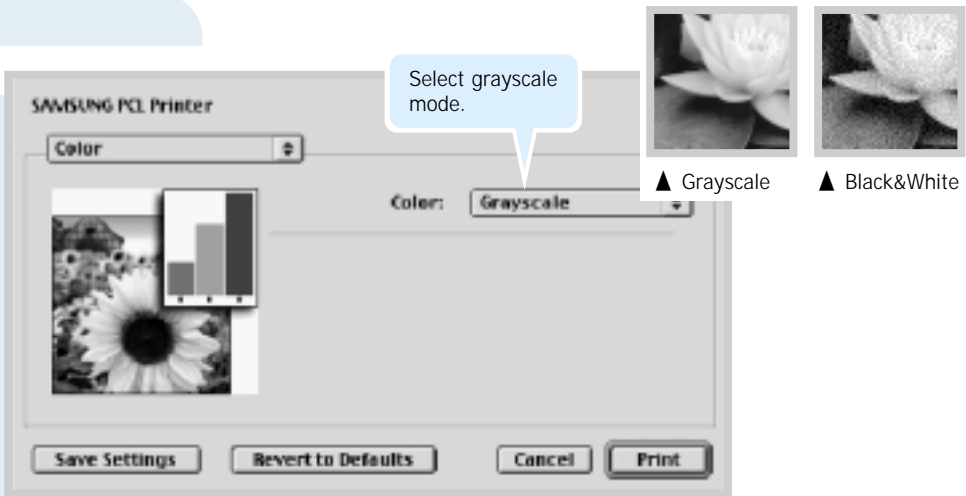 Select grayscale
mode.
SAMSUNG PCL Printer
Color
Color: Grayscale
▲ Grayscale
▲ Black&White
Save Settings
Revert to Defaults
Cancel
Print